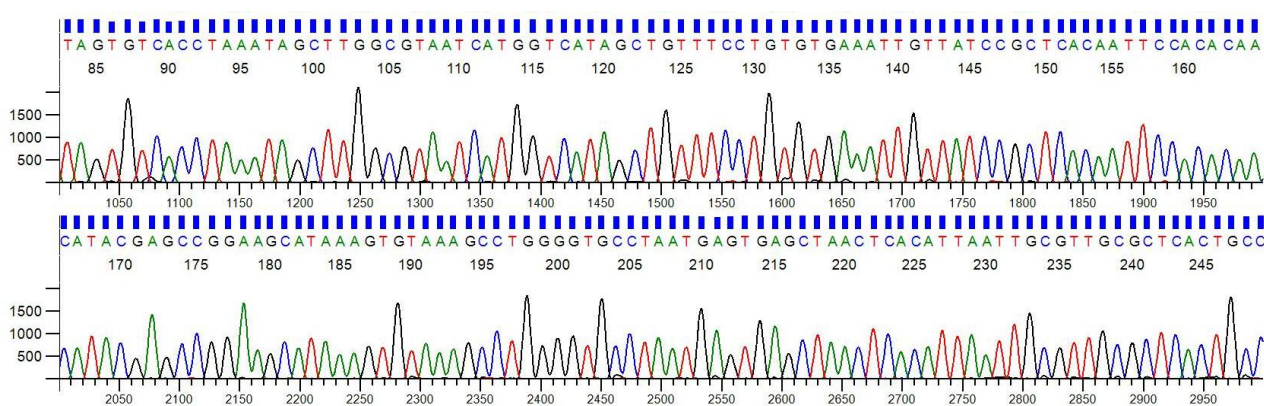 TAGTGTCACCTAAATAGCTTGGCGTAATCATGGTCATAGCTGTTTCCTGTGTGAAATTGTTATCCGCTCACAATTCCACACAA
85 90 95 100 105 110 115 120 125 130 135 140 145 150 155 160
1500
1000
500
1050 1100 1150 1200 1250 1300 1350 1400 1450 1500 1550 1600 1650 1700 1750 1800 1850 1900 1950
CATACGAGCCGGAAGCATAAAGTGTAAAGCCTGGGGTGCCTAATGAGTGAGCTAACTCACATTAATTGCGTTGCGCTCACTGCC
170 175 180 185 190 195 200 205 210 215 220 225 230 235 240 245
1500
1000
500
2050 2100 2150 2200 2250 2300 2350 2400 2450 2500 2550 2600 2650 2700 2750 2800 2850 2900 2950